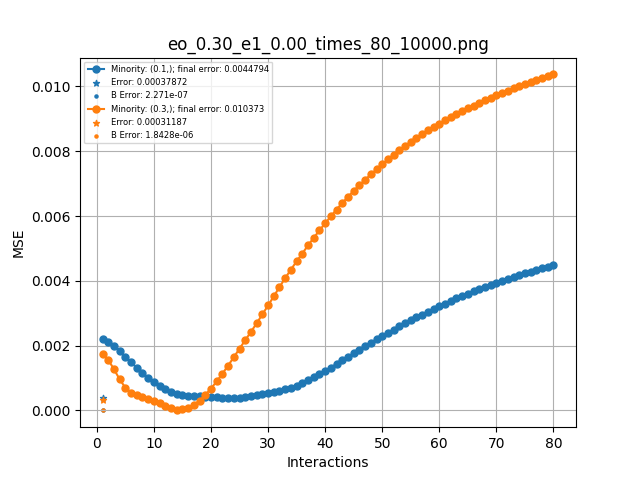 eo_0.30_e1_0.00_times_80_10000.png
Minority: (0.1,); final error: 0.0044794
Error: 0.00037872
B Error: 2.271e-07
Minority: (0.3,); final error: 0.010373
Error: 0.00031187
B Error: 1.8428e-06
0.010
0.008
0.006
0.004
0.002
0.000
MSE
0 10 20 30 40 50 60 70 80
Interactions